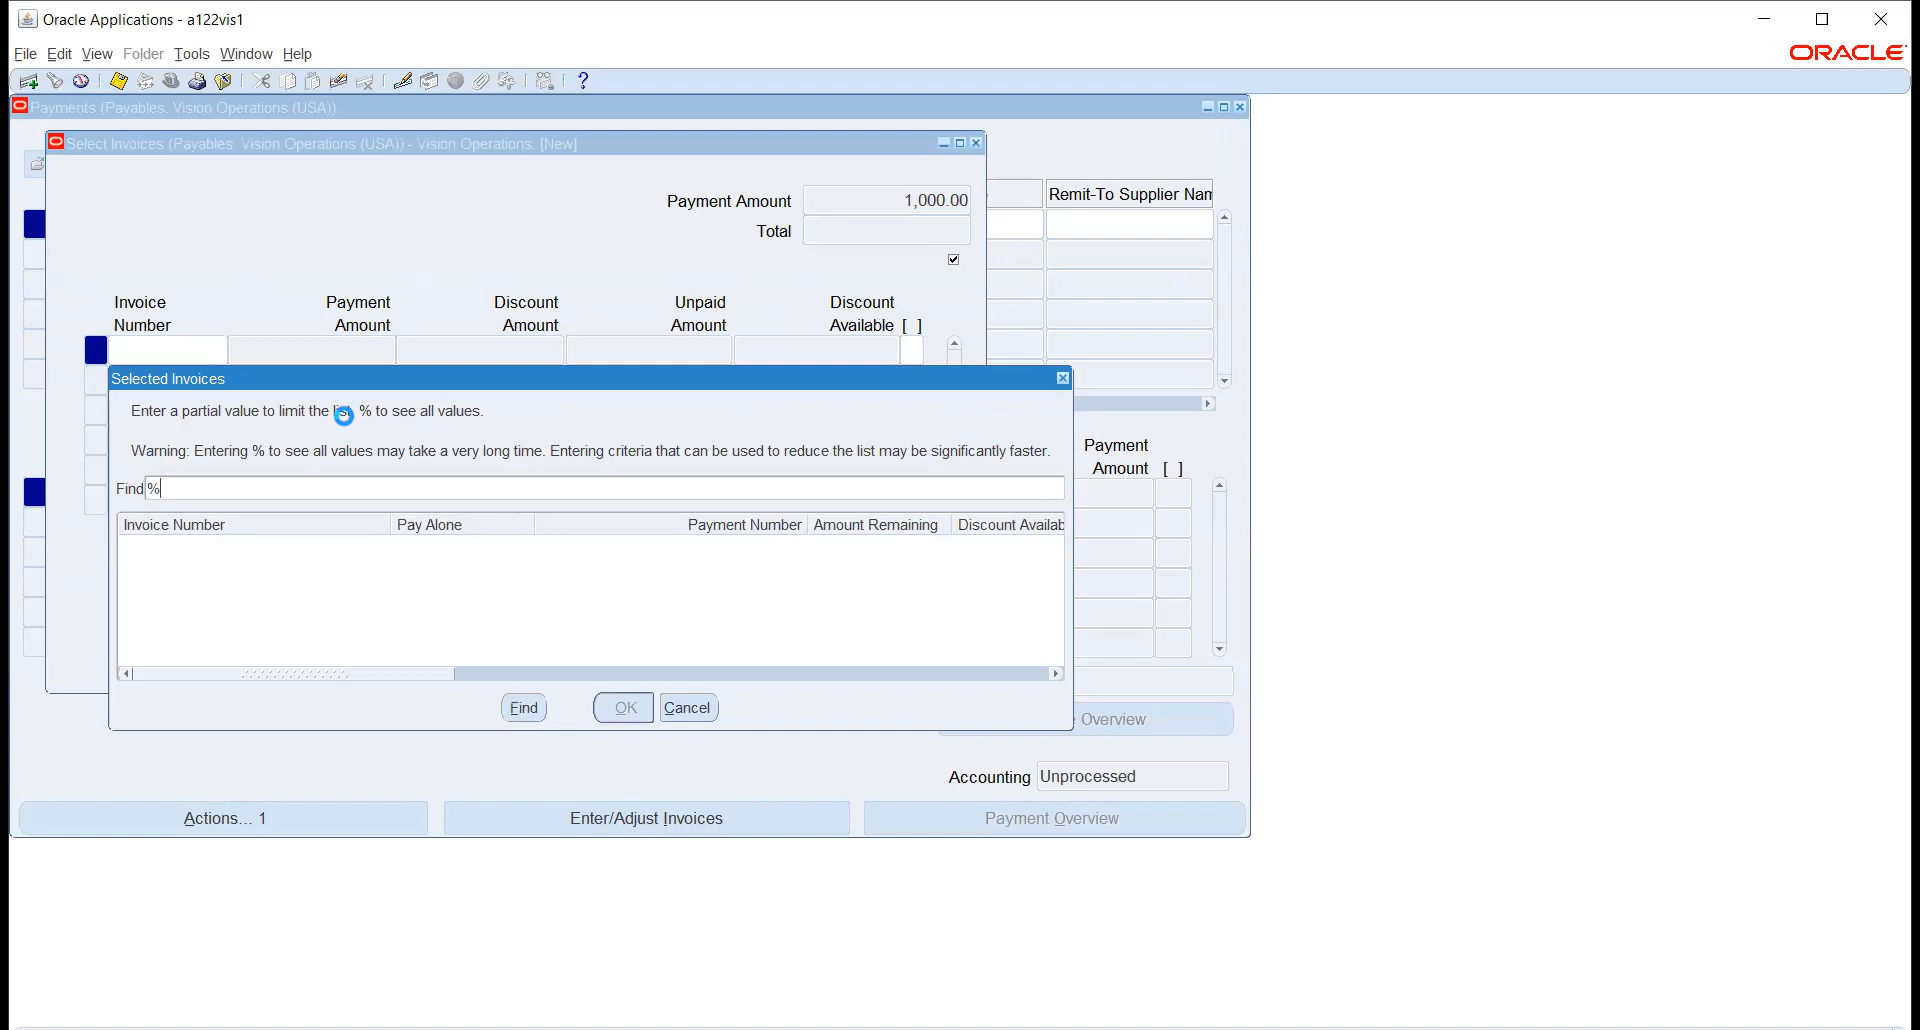 Oracle Applications - a122vis1
File Edit View Folder Tools Window Help
ORACLE
Payments (Payables, Vision Operations (USA))
Select Invoices (Payables, Vision Operations (USA)) - Vision Operations, [New]
Payment Amount 1,000.00
Remit-To Supplier Nam
Total
Invoice Number
Payment Amount
Discount Amount
Unpaid Amount
Discount Available [ ]
Selected Invoices
Enter a partial value to limit the list, % to see all values.
Warning: Entering % to see all values may take a very long time. Entering criteria that can be used to reduce the list may be significantly faster.
Payment Amount [ ]
Find %
Invoice Number Pay Alone Payment Number Amount Remaining Discount Availab
Find OK Cancel
Overview
Accounting Unprocessed
Actions... 1 Enter/Adjust Invoices Payment Overview